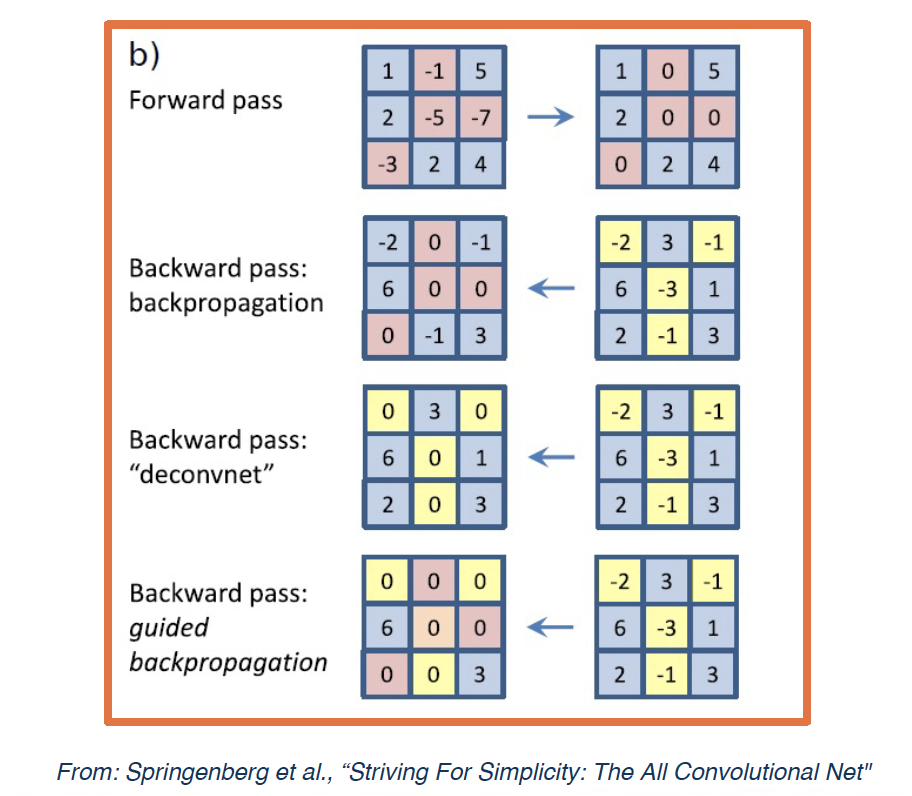 b)
Forward pass
1 -1 5 1 0 5
2 -5 -7 2 0 0
-3 2 4 0 2 4
Backward pass:
backpropagation
-2 0 -1 -2 3 -1
6 0 0 6 -3 1
0 -1 3 2 -1 3
Backward pass:
“deconvnet”
0 3 0 -2 3 -1
6 0 1 6 -3 1
2 0 3 2 -1 3
Backward pass:
guided
backpropagation
0 0 0 -2 3 -1
6 0 0 6 -3 1
0 0 3 2 -1 3
From: Springenberg et al., “Striving For Simplicity: The All Convolutional Net"